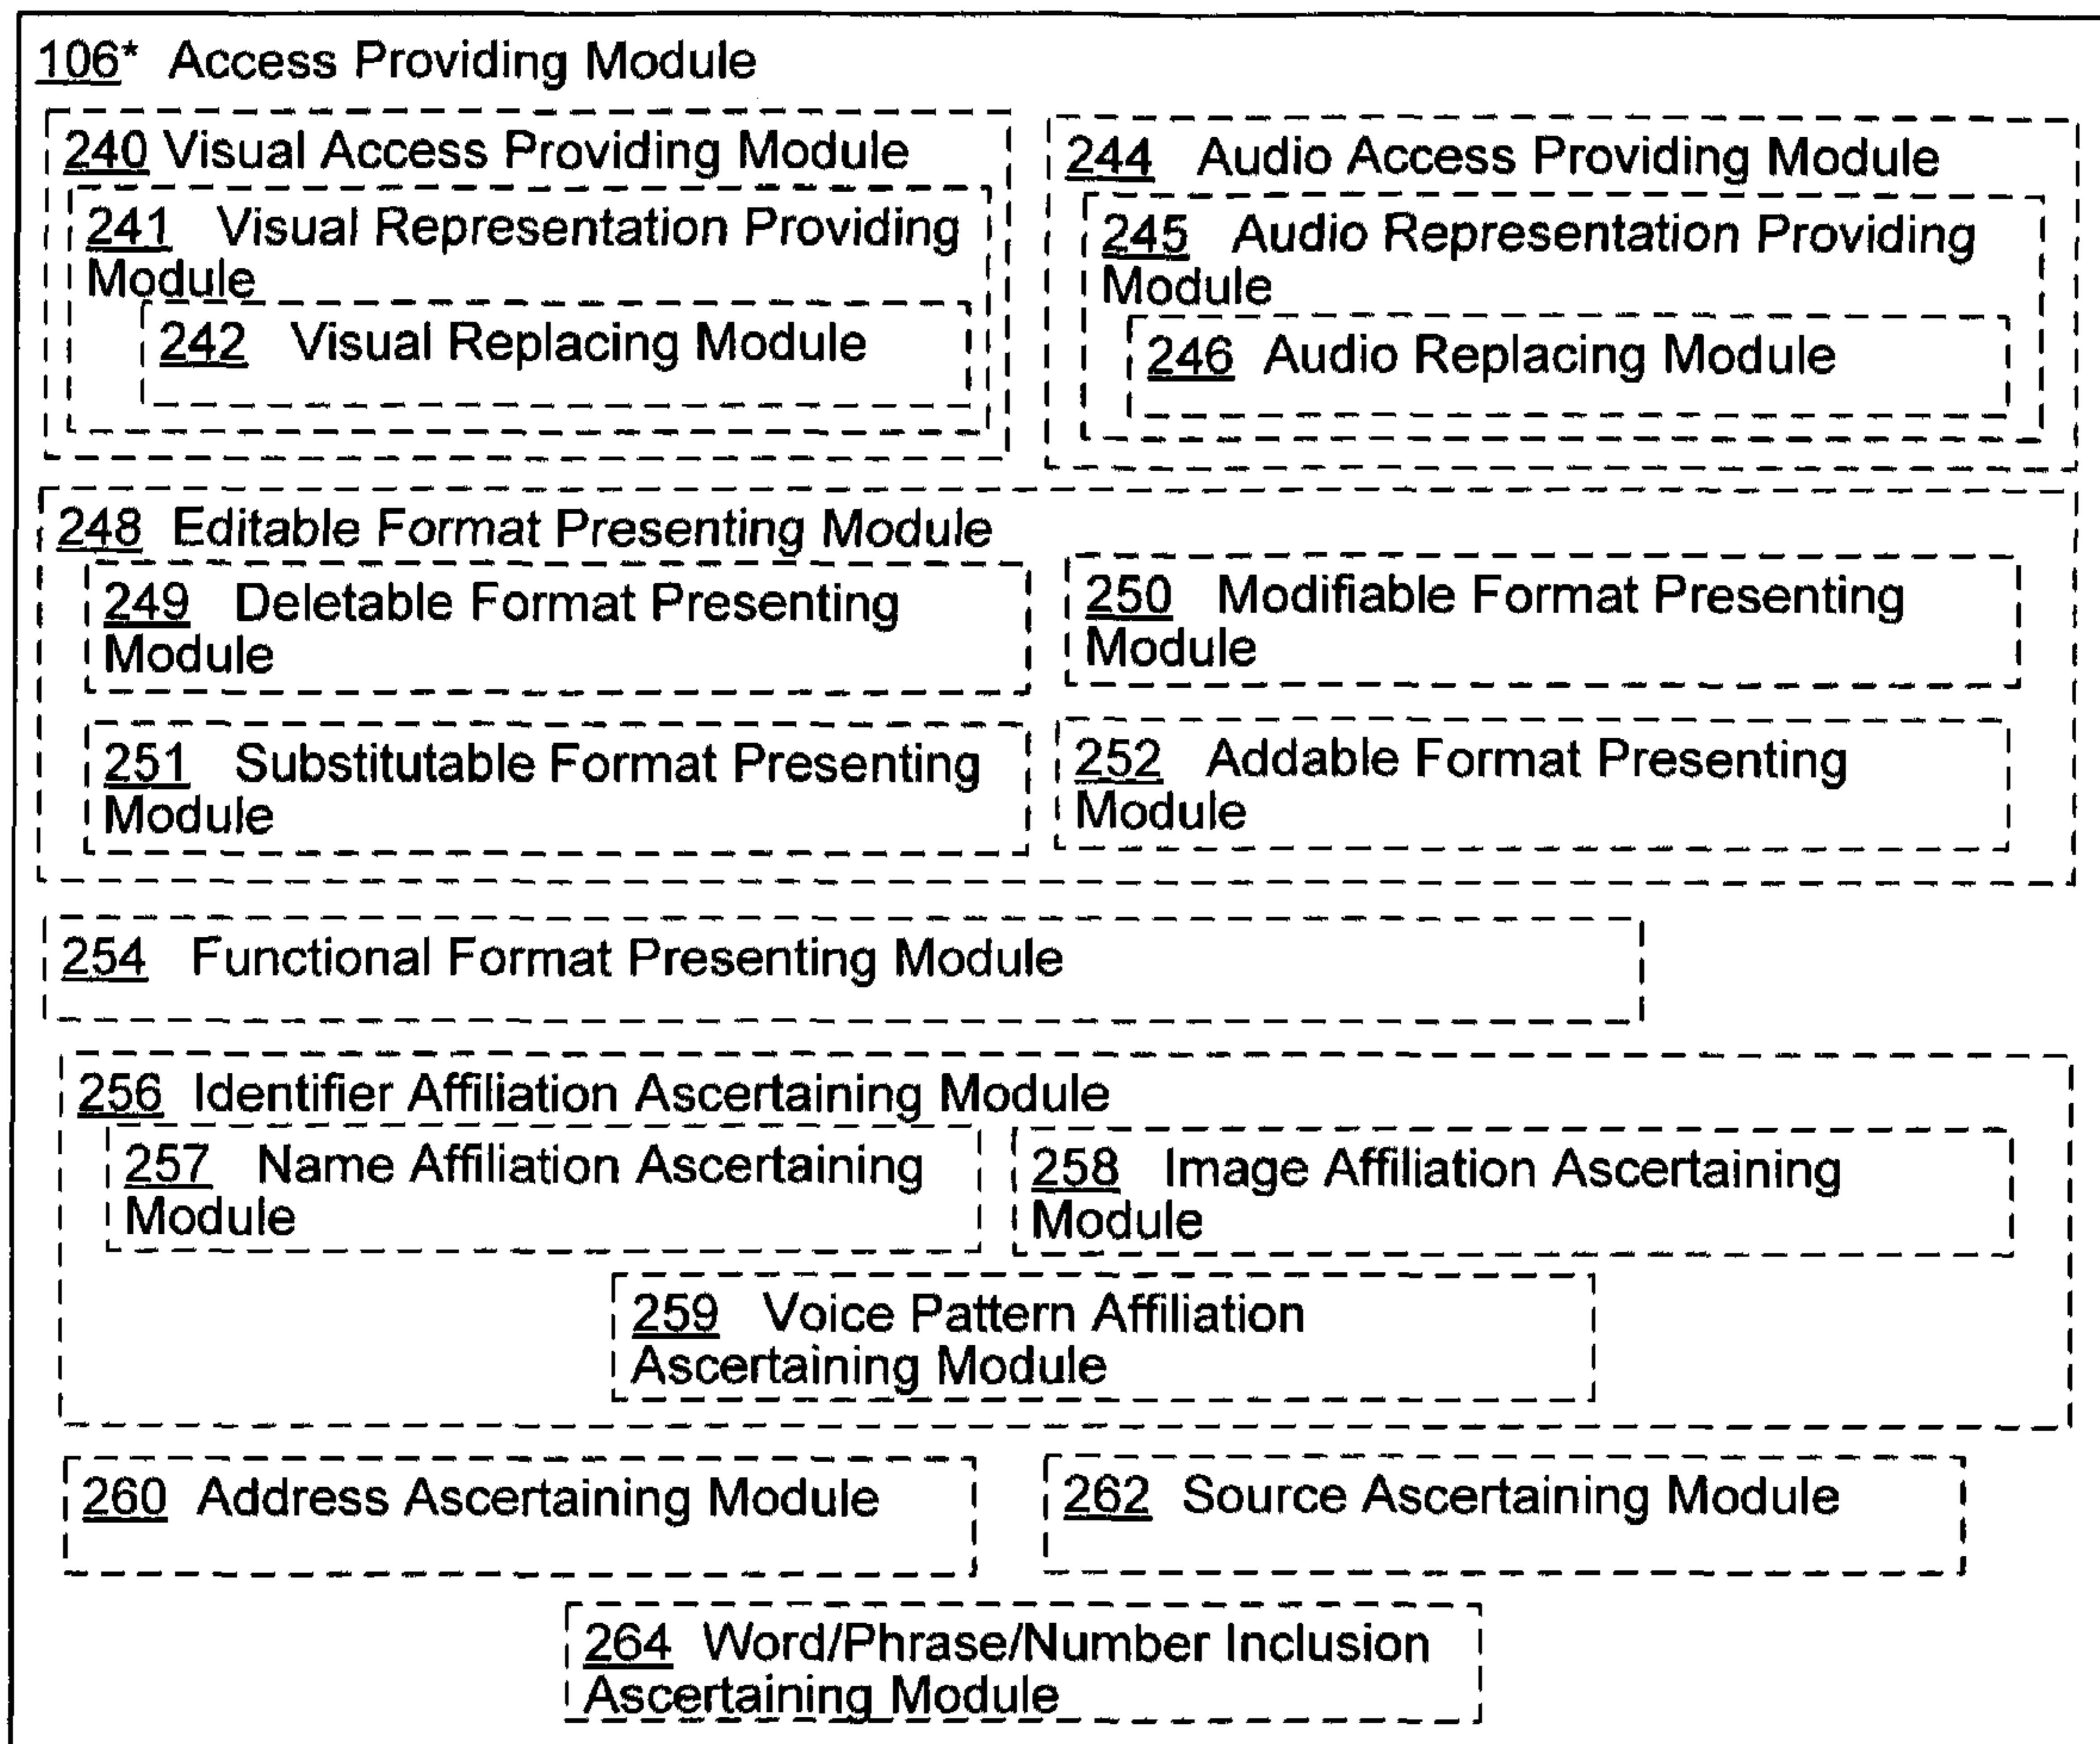 106* Access Providing Module
240 Visual Access Providing Module
241 Visual Representation Providing
Module
242 Visual Replacing Module
244 Audio Access Providing Module
245 Audio Representation Providing
Module
246 Audio Replacing Module
248 Editable Format Presenting Module
249 Deletable Format Presenting
Module
250 Modifiable Format Presenting
Module
251 Substitutable Format Presenting
Module
252 Addable Format Presenting
Module
254 Functional Format Presenting Module
256 Identifier Affiliation Ascertaining Module
257 Name Affiliation Ascertaining
Module
258 Image Affiliation Ascertaining
Module
259 Voice Pattern Affiliation
Ascertaining Module
260 Address Ascertaining Module
262 Source Ascertaining Module
264 Word/Phrase/Number Inclusion
Ascertaining Module